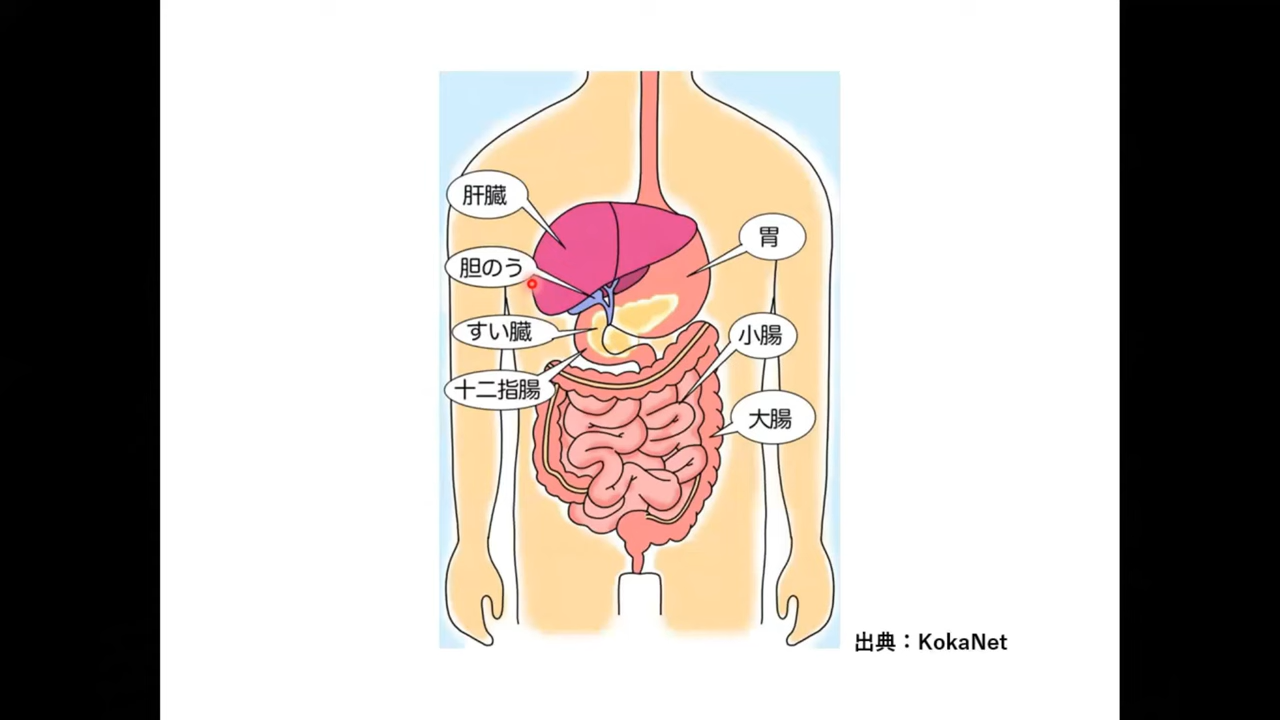 肝臓
胆のう
すい臓
十二指腸
胃
小腸
大腸
出典：KokaNet